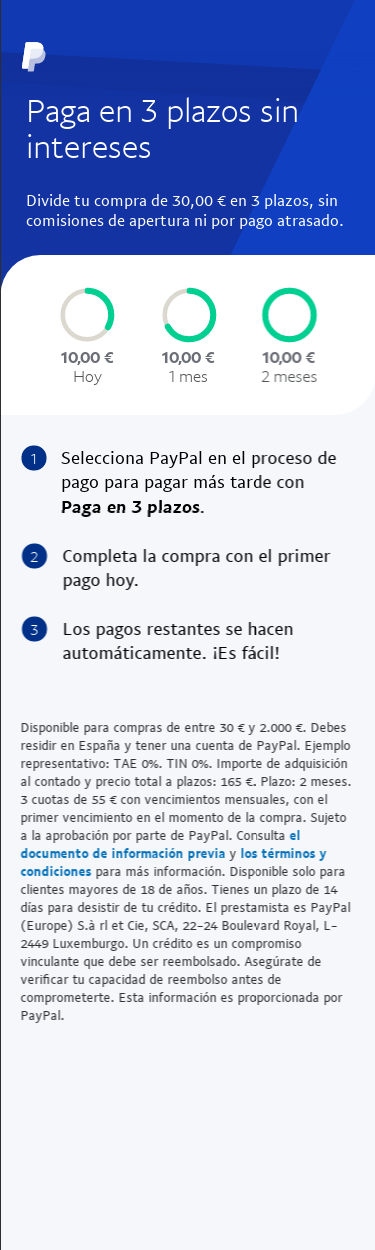 Paga en 3 plazos sin
intereses
Divide tu compra de 30,00 € en 3 plazos, sin
comisiones de apertura ni por pago atrasado.
10,00 € 10,00 € 10,00 €
Hoy 1 mes 2 meses
1 Selecciona PayPal en el proceso de
pago para pagar más tarde con
Paga en 3 plazos.
2 Completa la compra con el primer
pago hoy.
3 Los pagos restantes se hacen
automáticamente. ¡Es fácil!
Disponible para compras de entre 30 € y 2.000 €. Debes
residir en España y tener una cuenta de PayPal. Ejemplo
representativo: TAE 0%. TIN 0%. Importe de adquisición
al contado y precio total a plazos: 165 €. Plazo: 2 meses.
3 cuotas de 55 € con vencimientos mensuales, con el
primer vencimiento en el momento de la compra. Sujeto
a la aprobación por parte de PayPal. Consulta el
documento de información previa y los términos y
condiciones para más información. Disponible solo para
clientes mayores de 18 de años. Tienes un plazo de 14
días para desistir de tu crédito. El prestamista es PayPal
(Europe) S.à rl et Cie, SCA, 22-24 Boulevard Royal, L-
2449 Luxemburgo. Un crédito es un compromiso
vinculante que debe ser reembolsado. Asegúrate de
verificar tu capacidad de reembolso antes de
comprometerte. Esta información es proporcionada por
PayPal.